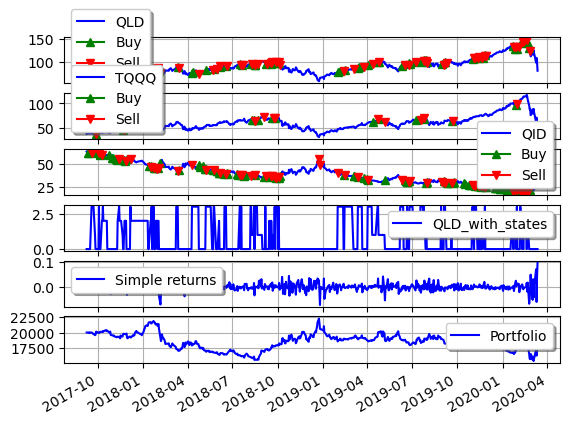 QLD
Buy
Sell
150
100
TQQQ
Buy
Sell
100
50
QID
Buy
Sell
50
25
2.5
0.0
QLD_with_states
0.1
0.0
Simple returns
22500
20000
17500
Portfolio
2017-10 2018-01 2018-04 2018-07 2018-10 2019-01 2019-04 2019-07 2019-10 2020-01 2020-04